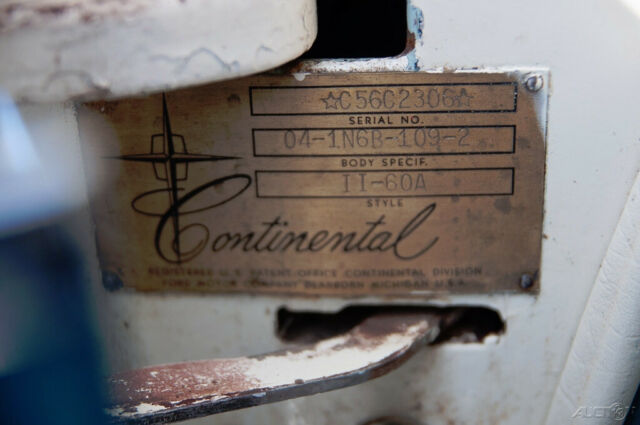 ☆C56C2306☆
SERIAL NO.
04-1N6B-109-2
BODY SPECIF.
II-60A
STYLE
Continental
REGISTERED U.S. PATENT OFFICE CONTINENTAL DIVISION
FORD MOTOR COMPANY DEARBORN MICHIGAN U.S.A.